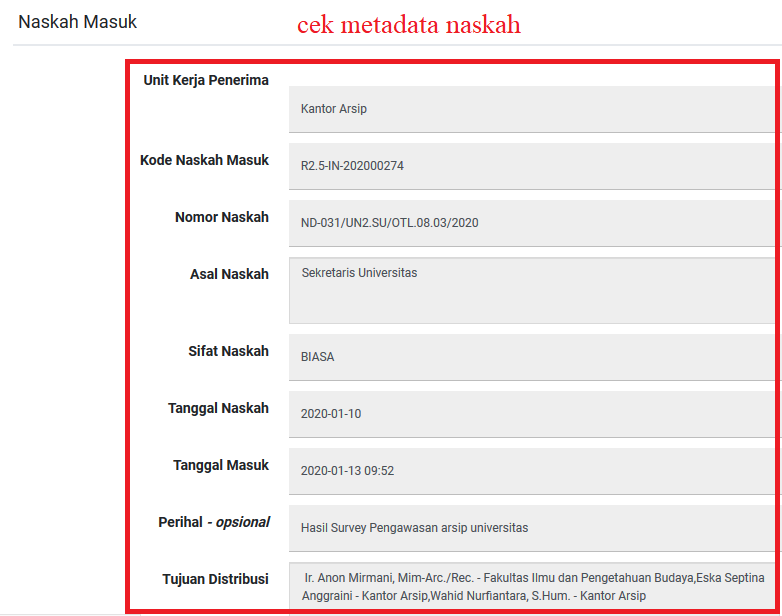 Naskah Masuk
cek metadata naskah
Unit Kerja Penerima
Kantor Arsip
Kode Naskah Masuk
R2.5-IN-202000274
Nomor Naskah
ND-031/UN2.SU/OTL.08.03/2020
Asal Naskah
Sekretaris Universitas
Sifat Naskah
BIASA
Tanggal Naskah
2020-01-10
Tanggal Masuk
2020-01-13 09:52
Perihal - opsional
Hasil Survey Pengawasan arsip universitas
Tujuan Distribusi
Ir. Anon Mirmani, Mim-Arc./Rec. - Fakultas Ilmu dan Pengetahuan Budaya,Eska Septina
Anggraini - Kantor Arsip,Wahid Nurfiantara, S.Hum. - Kantor Arsip